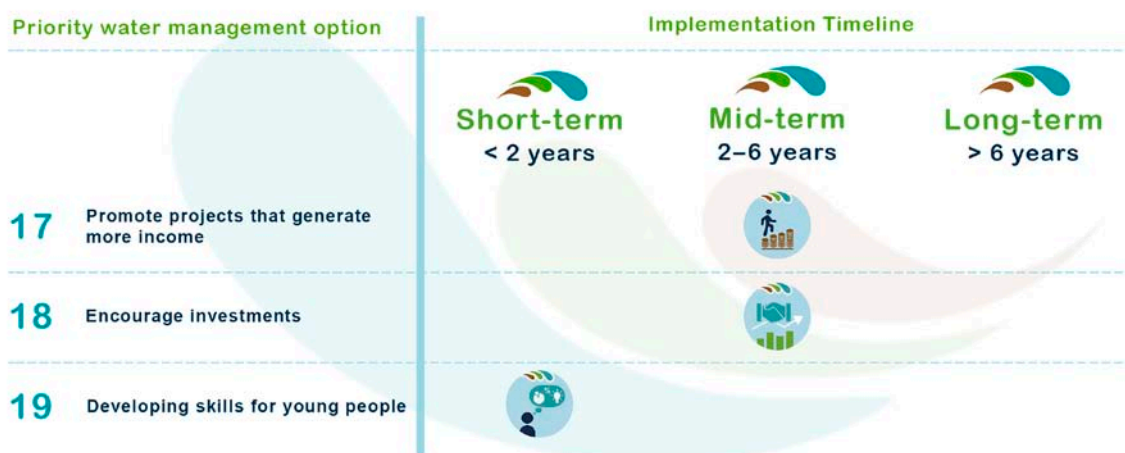 Priority water management option
Implementation Timeline
Short-term
< 2 years
Mid-term
2–6 years
Long-term
> 6 years
17
Promote projects that generate
more income
18
Encourage investments
19
Developing skills for young people